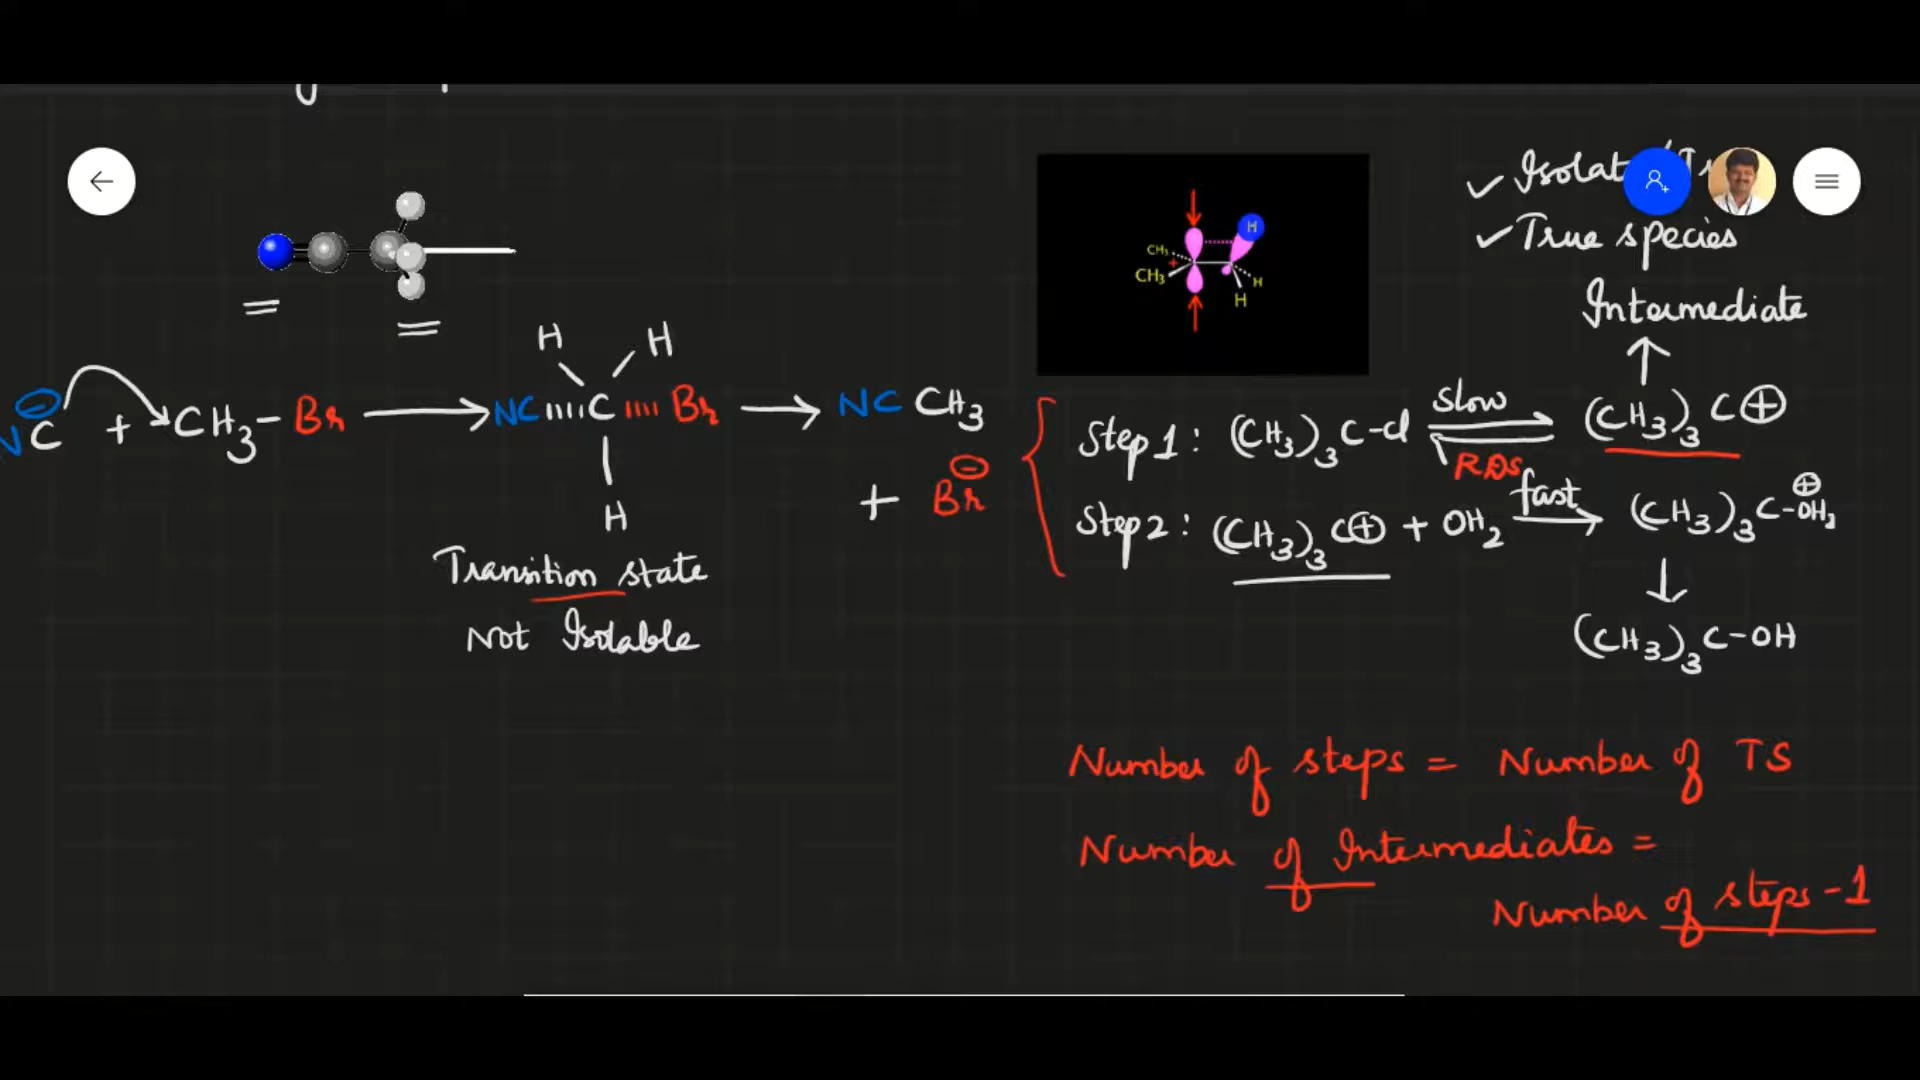 ✓ True species
Intermediate
H H
⊖
NC + CH3-Br → NC ıııı C ıııı Br → NC CH3
H
+ Br⊖
Transition state
Not Isolable
H
CH3
CH3 +
H
H
Step 1: (CH3)3C-Cl slow (CH3)3C⊕
RDS
Step 2: (CH3)3C⊕ + OH2 fast → (CH3)3C-⊕OH2
↓
(CH3)3C-OH
Number of steps = Number of TS
Number of Intermediates =
Number of steps -1